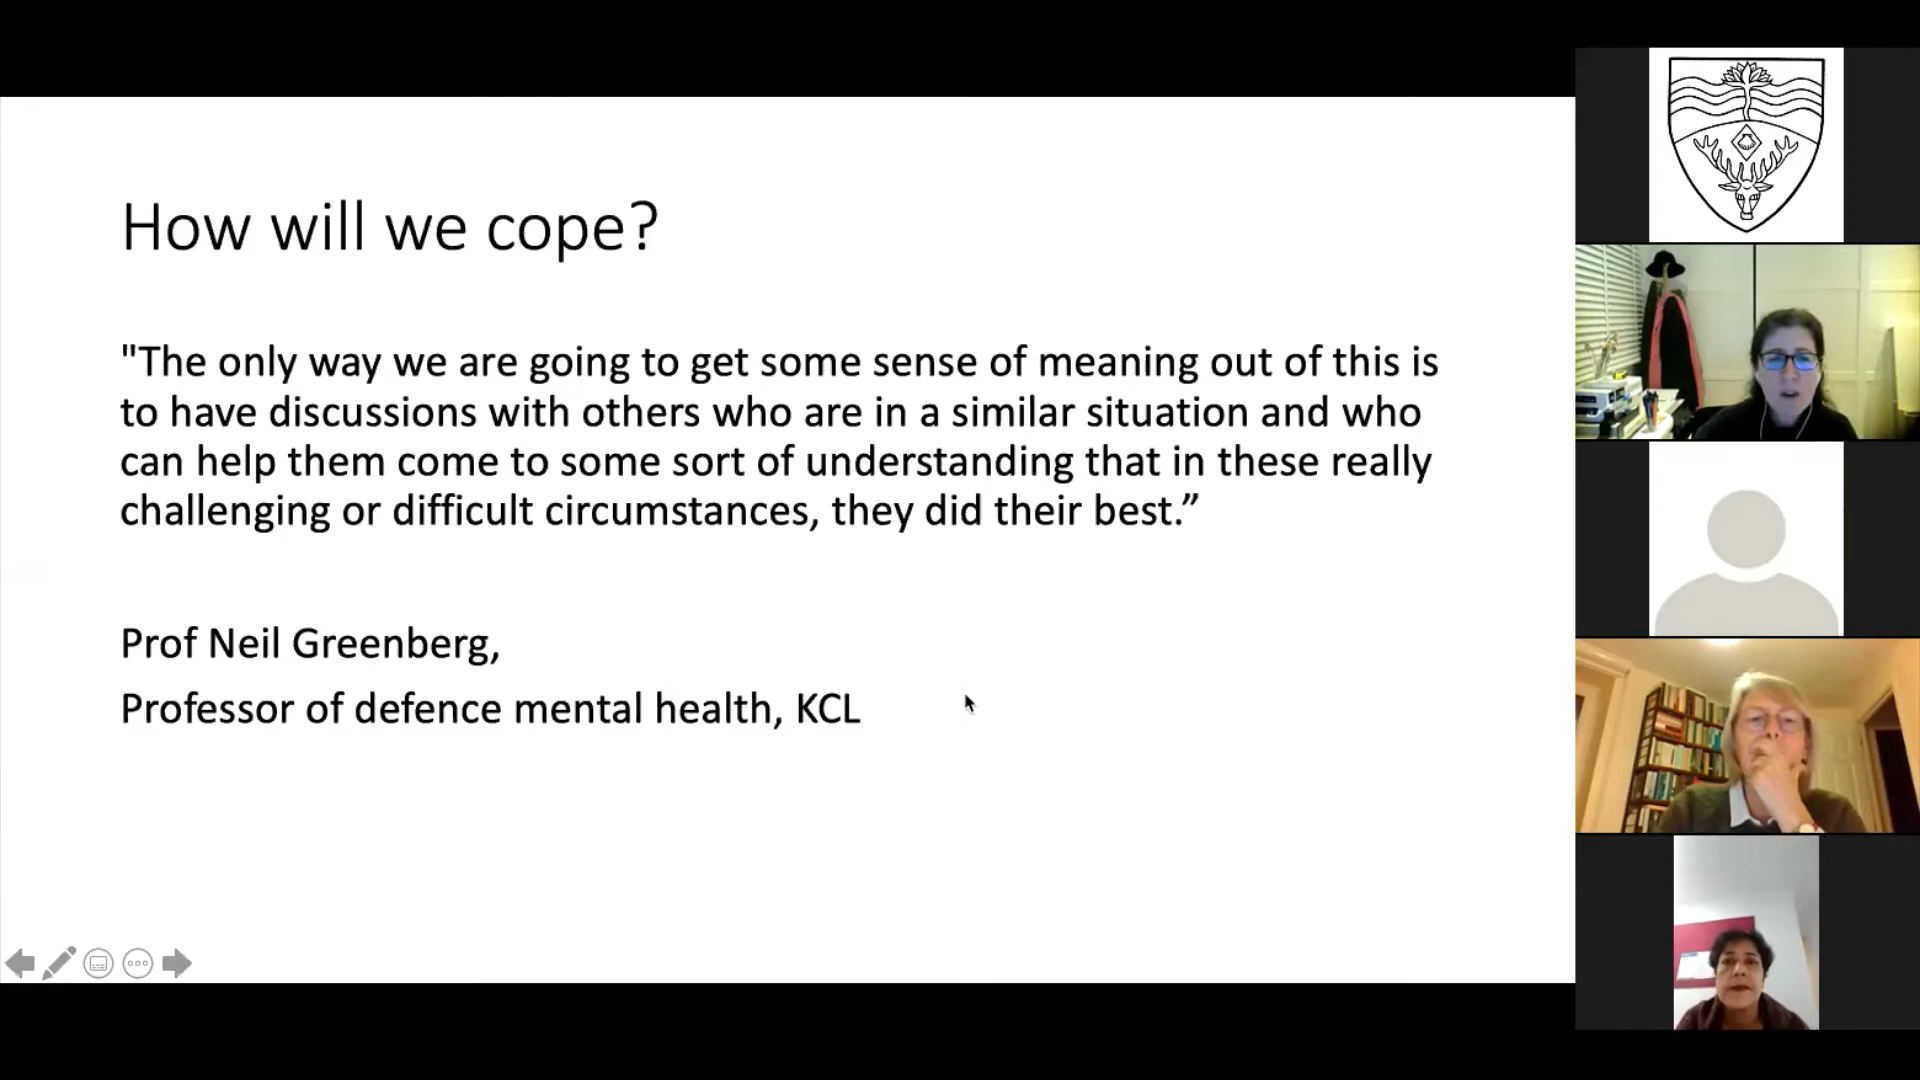 How will we cope?
"The only way we are going to get some sense of meaning out of this is
to have discussions with others who are in a similar situation and who
can help them come to some sort of understanding that in these really
challenging or difficult circumstances, they did their best.”
Prof Neil Greenberg,
Professor of defence mental health, KCL